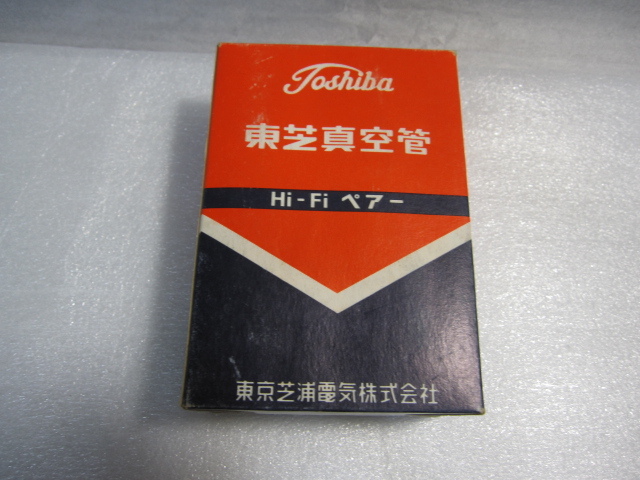 Toshiba
東芝真空管
Hi-Fi ペアー
東京芝浦電気株式会社